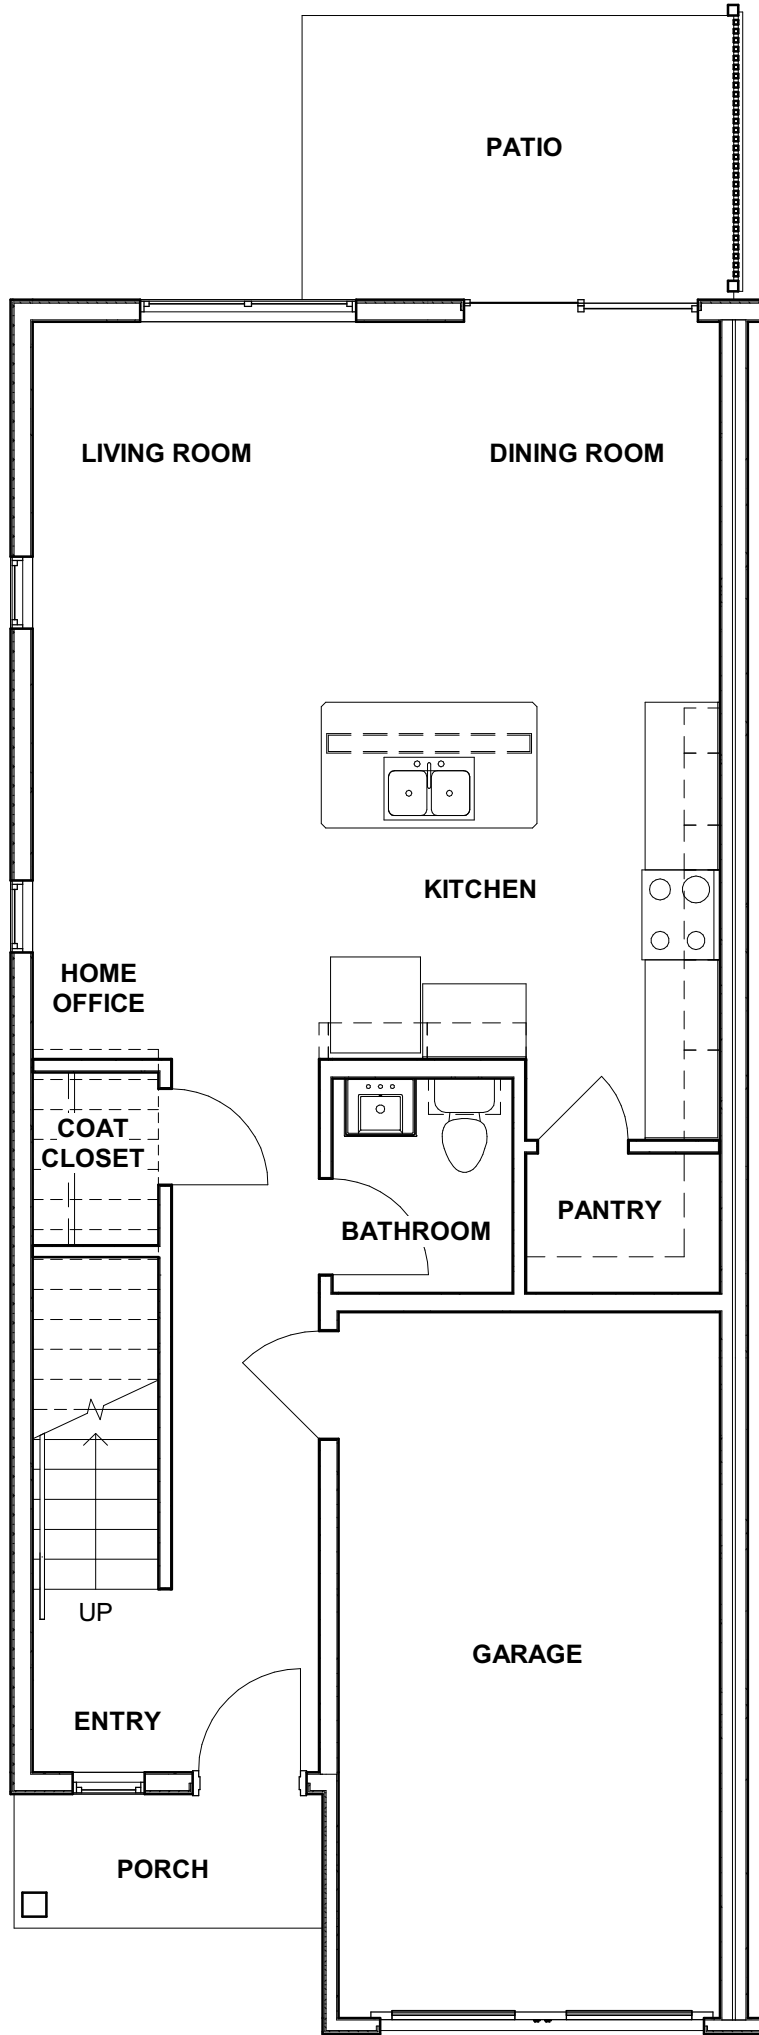 PATIO
LIVING ROOM
DINING ROOM
KITCHEN
HOME
OFFICE
COAT
CLOSET
BATHROOM
PANTRY
UP
GARAGE
ENTRY
PORCH